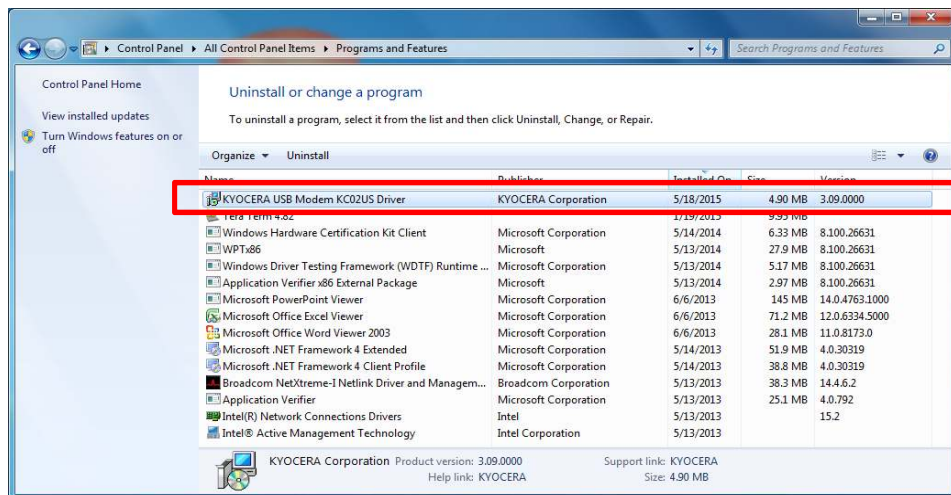 Control Panel All Control Panel Items Programs and Features Search Programs and Features
Control Panel Home
View installed updates
Turn Windows features on or
off
Uninstall or change a program
To uninstall a program, select it from the list and then click Uninstall, Change, or Repair.
Organize Uninstall
Name Publisher Installed On Size Version
KYOCERA USB Modem KC02US Driver KYOCERA Corporation 5/18/2015 4.90 MB 3.09.0000
Tera Term 4.82 1/19/2015 9.95 MB
Windows Hardware Certification Kit Client Microsoft Corporation 5/14/2014 6.33 MB 8.100.26631
WPTx86 Microsoft 5/13/2014 27.9 MB 8.100.26631
Windows Driver Testing Framework (WDTF) Runtime ... Microsoft Corporation 5/13/2014 5.17 MB 8.100.26631
Application Verifier x86 External Package Microsoft 5/13/2014 2.97 MB 8.100.26631
Microsoft PowerPoint Viewer Microsoft Corporation 6/6/2013 145 MB 14.0.4763.1000
Microsoft Office Excel Viewer Microsoft Corporation 6/6/2013 71.2 MB 12.0.6334.5000
Microsoft Office Word Viewer 2003 Microsoft Corporation 6/6/2013 28.1 MB 11.0.8173.0
Microsoft .NET Framework 4 Extended Microsoft Corporation 5/14/2013 51.9 MB 4.0.30319
Microsoft .NET Framework 4 Client Profile Microsoft Corporation 5/14/2013 38.8 MB 4.0.30319
Broadcom NetXtreme-I Netlink Driver and Managem... Broadcom Corporation 5/13/2013 38.3 MB 14.4.6.2
Application Verifier Microsoft Corporation 5/13/2013 25.1 MB 4.0.792
Intel(R) Network Connections Drivers Intel 5/13/2013 15.2
Intel® Active Management Technology Intel Corporation 5/13/2013
KYOCERA Corporation Product version: 3.09.0000 Support link: KYOCERA
Help link: KYOCERA Size: 4.90 MB